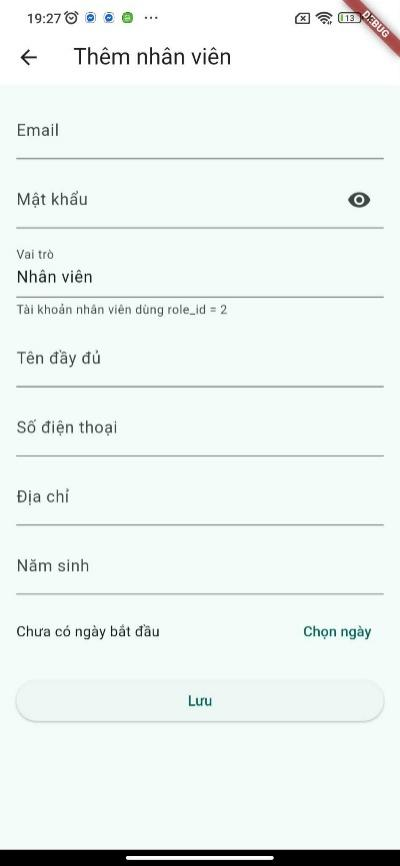 19:27
13
DEBUG
Thêm nhân viên
Email
Mật khẩu
Vai trò
Nhân viên
Tài khoản nhân viên dùng role_id = 2
Tên đầy đủ
Số điện thoại
Địa chỉ
Năm sinh
Chưa có ngày bắt đầu
Chọn ngày
Lưu